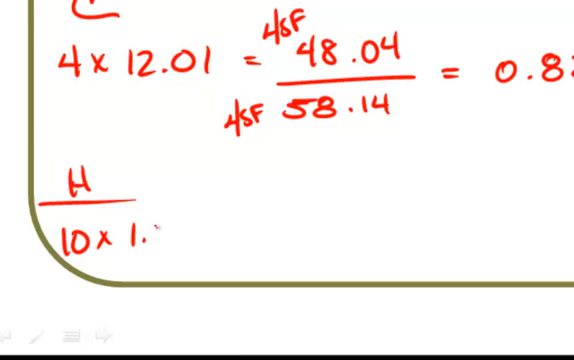 4SF
4 × 12.01 = 48.04 = 0.8
4SF 58.14
H
10 × 1.